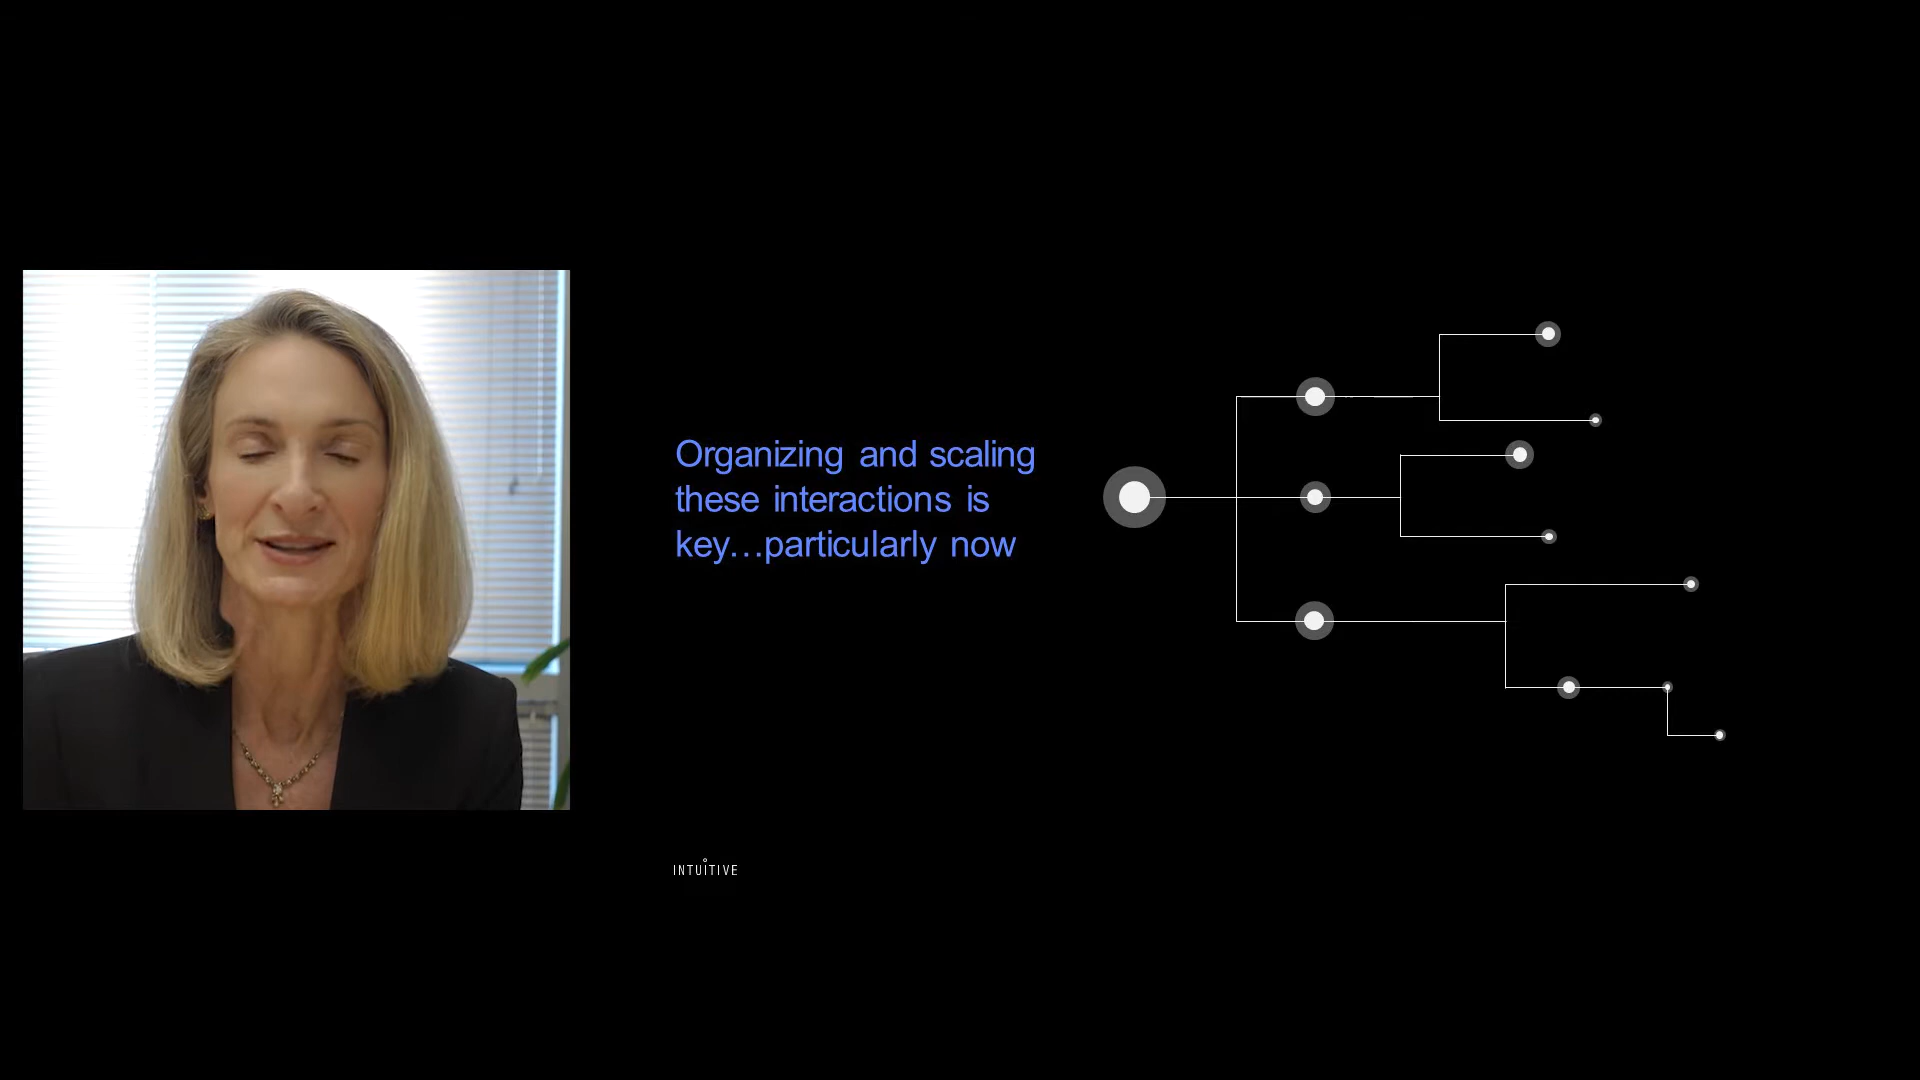 Organizing and scaling
these interactions is
key…particularly now
INTUITIVE